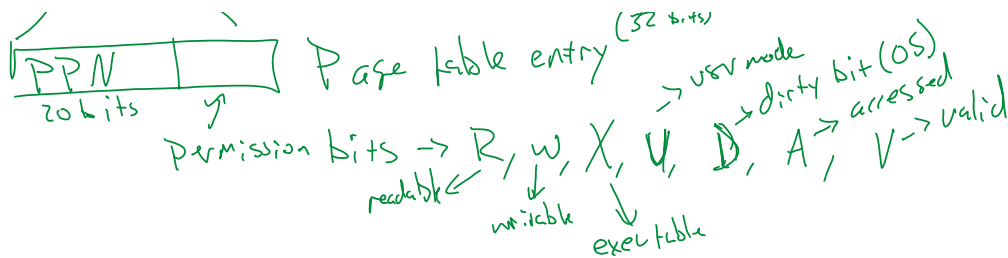 PPN Page table entry (32 bits)
20 bits
→ usr mode
→ dirty bit (OS)
→ accessed
→ valid
permission bits → R, W, X, U, D, A, V
readable
writable
executable